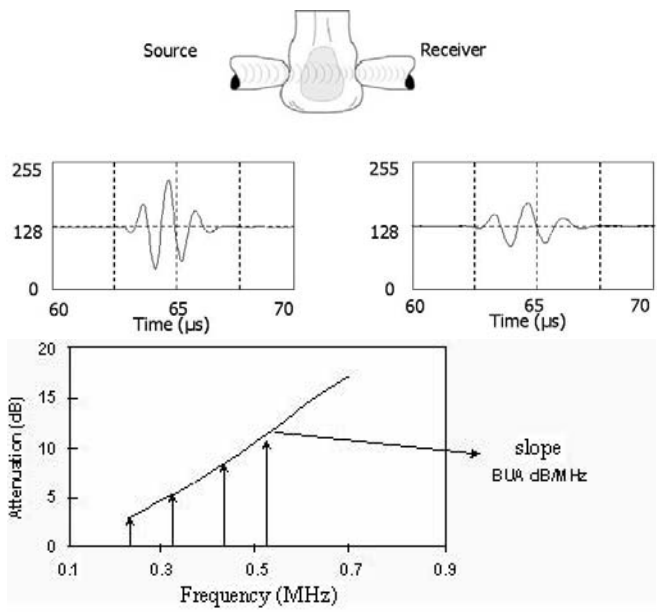 Source
Receiver
255
128
0
60
65
70
Time (µs)
255
128
0
60
65
70
Time (µs)
20
15
10
5
0
Attenuation (dB)
0.1
0.3
0.5
0.7
0.9
Frequency (MHz)
slope
BUA dB/MHz